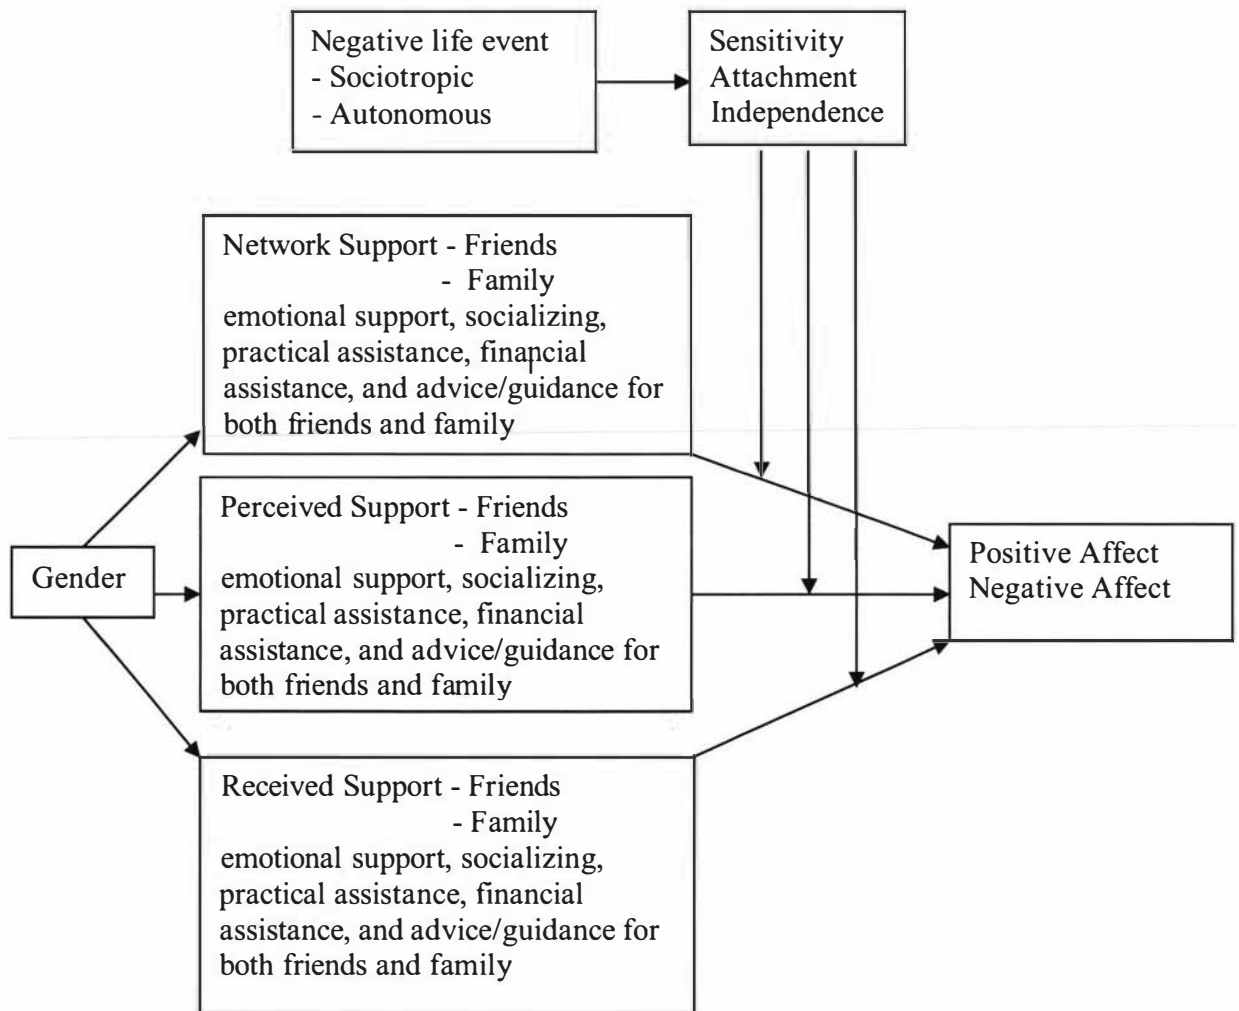 Negative life event
- Sociotropic
- Autonomous
Sensitivity
Attachment
Independence
Network Support - Friends
- Family
emotional support, socializing,
practical assistance, financial
assistance, and advice/guidance for
both friends and family
Perceived Support - Friends
- Family
emotional support, socializing,
practical assistance, financial
assistance, and advice/guidance for
both friends and family
Gender
Positive Affect
Negative Affect
Received Support - Friends
- Family
emotional support, socializing,
practical assistance, financial
assistance, and advice/guidance for
both friends and family